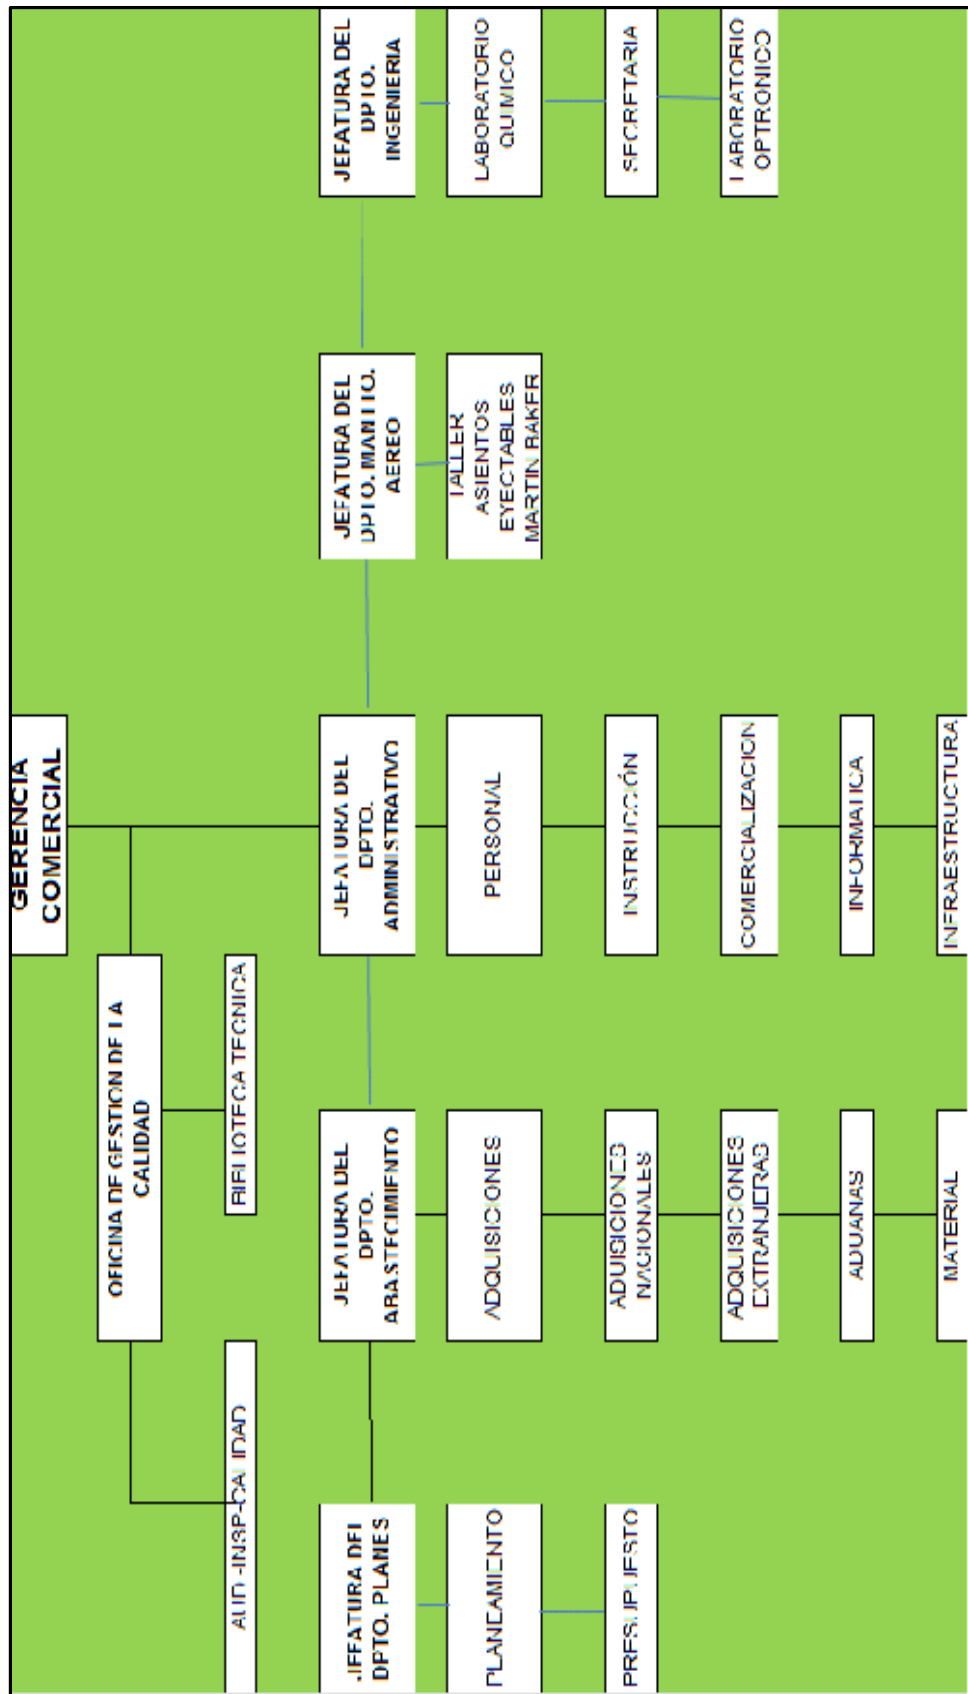 GERENCIA
COMERCIAL
OFICINA DE GESTION DE LA
CALIDAD
AUD.-INSP-CALIDAD
BIBLIOTECA TECNICA
JEFATURA DEL
DPTO. PLANES
JEFATURA DEL
DPTO.
ABASTECIMIENTO
JEFATURA DEL
DPTO.
ADMINISTRATIVO
JEFATURA DEL
DPTO. MANTTO.
AEREO
JEFATURA DEL
DPTO.
INGENIERIA
PLANEAMIENTO
ADQUISICIONES
PERSONAL
TALLER
ASIENTOS
EYECTABLES
MARTIN BAKER
LABORATORIO
QUIMICO
PRESUPUESTO
ADUISICIONES
NACIONALES
INSTRUCCIÓN
SECRETARIA
ADQUISICIONES
EXTRANJERAS
COMERCIALIZACION
LABORATORIO
OPTRONICO
ADUANAS
INFORMATICA
MATERIAL
INFRAESTRUCTURA